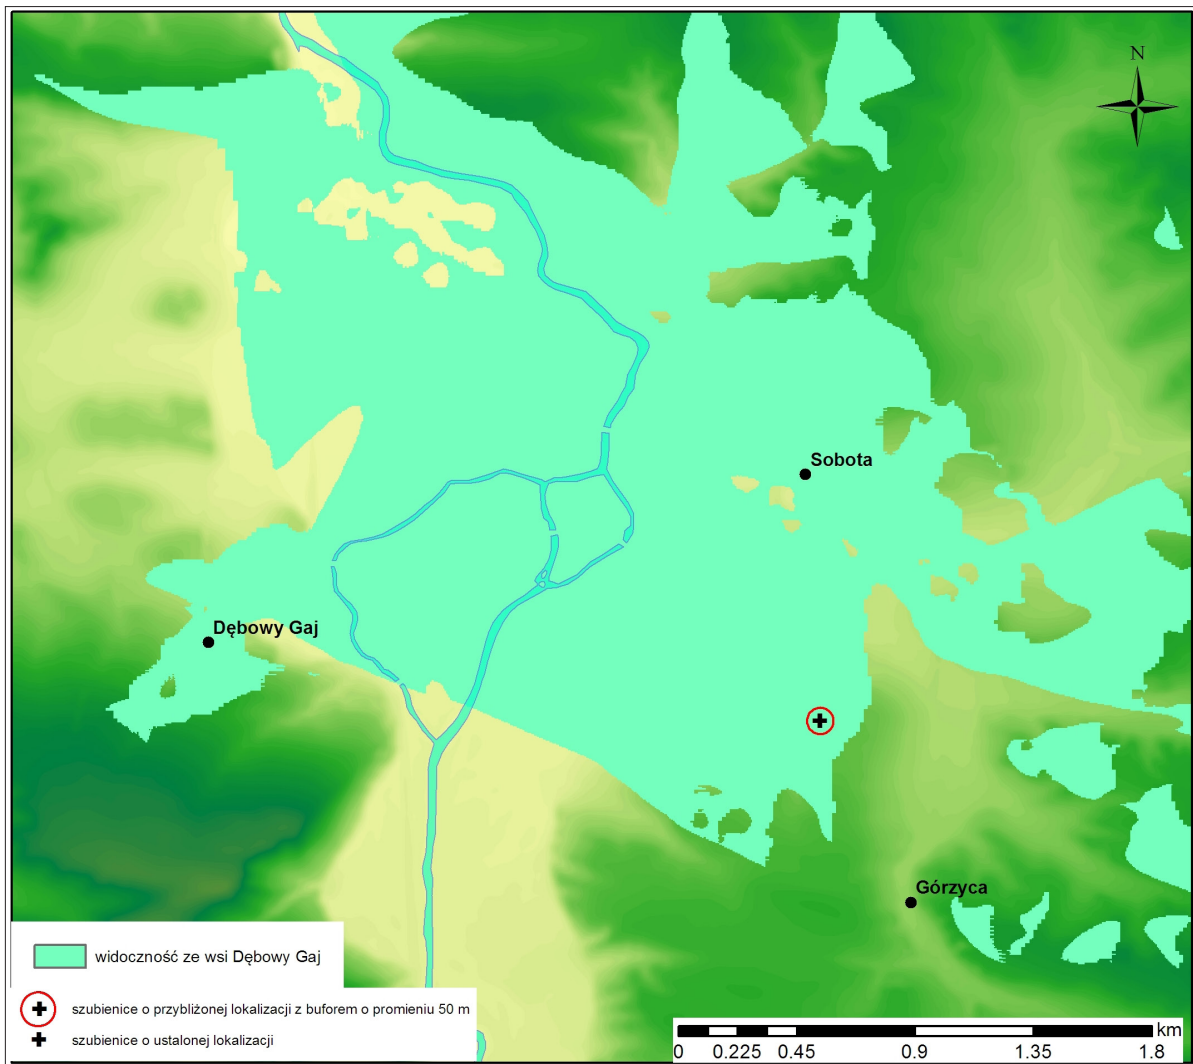 N
Sobota
Dębowy Gaj
Górzyca
widoczność ze wsi Dębowy Gaj
szubienice o przybliżonej lokalizacji z buforem o promieniu 50 m
szubienice o ustalonej lokalizacji
km
0 0.225 0.45 0.9 1.35 1.8